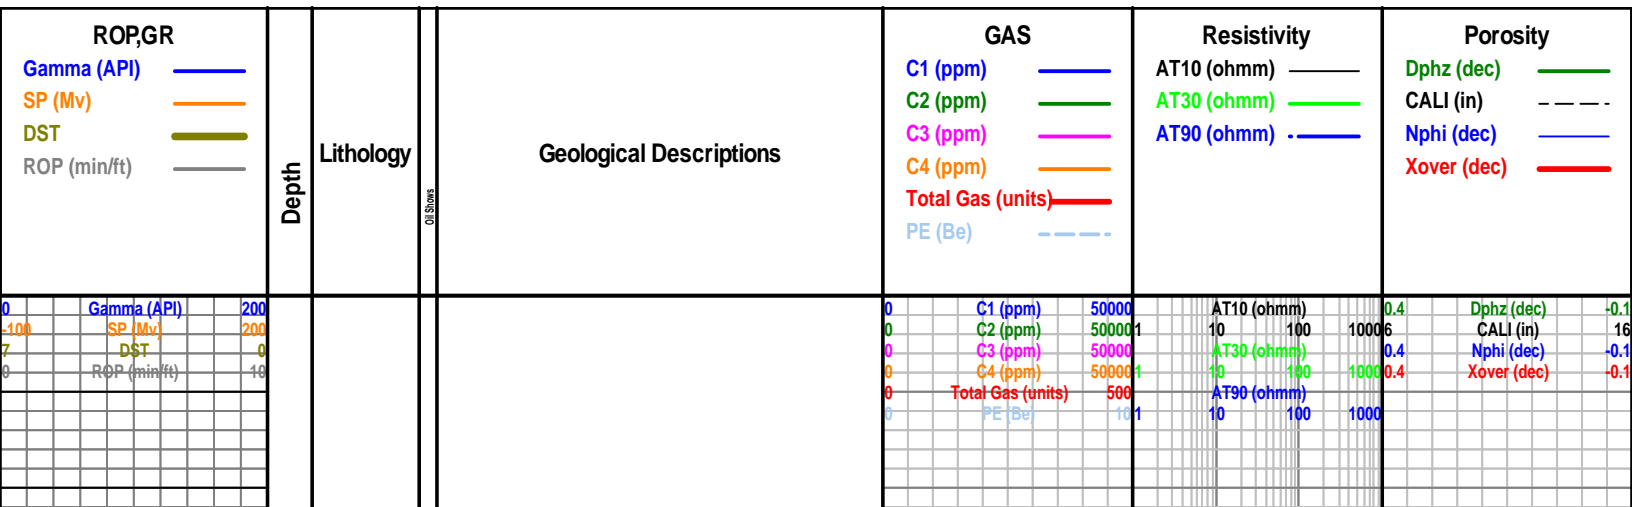 ROP,GR
Gamma (API)
SP (Mv)
DST
ROP (min/ft)
Depth
Lithology
Oil Shows
Geological Descriptions
GAS
C1 (ppm)
C2 (ppm)
C3 (ppm)
C4 (ppm)
Total Gas (units)
PE (Be)
Resistivity
AT10 (ohmm)
AT30 (ohmm)
AT90 (ohmm)
Porosity
Dphz (dec)
CALI (in)
Nphi (dec)
Xover (dec)
0 Gamma (API) 200
-100 SP (Mv) 200
7 DST 0
0 ROP (min/ft) 10
0 C1 (ppm) 50000
0 C2 (ppm) 50000
0 C3 (ppm) 50000
0 C4 (ppm) 50000
0 Total Gas (units) 500
0 PE (Be) 10
AT10 (ohmm)
1 10 100 1000
AT30 (ohmm)
1 10 100 1000
AT90 (ohmm)
1 10 100 1000
0.4 Dphz (dec) -0.1
6 CALI (in) 16
0.4 Nphi (dec) -0.1
0.4 Xover (dec) -0.1